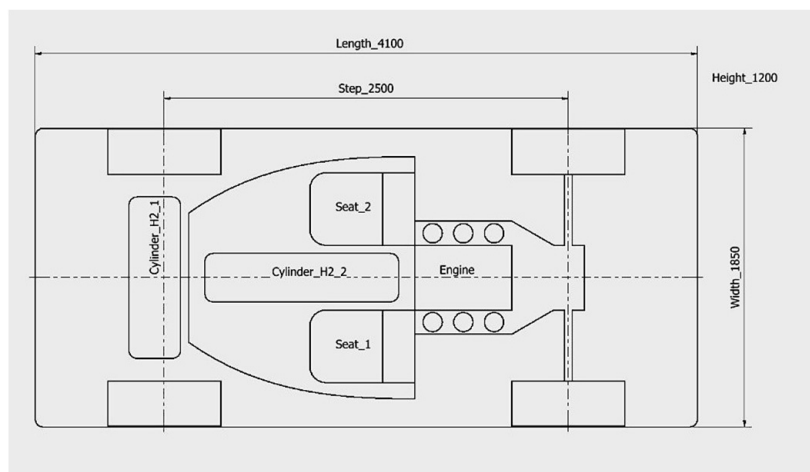 Length_4100
Height_1200
Step_2500
Cylinder_H2_1
Seat_2
Cylinder_H2_2
Engine
Width_1850
Seat_1